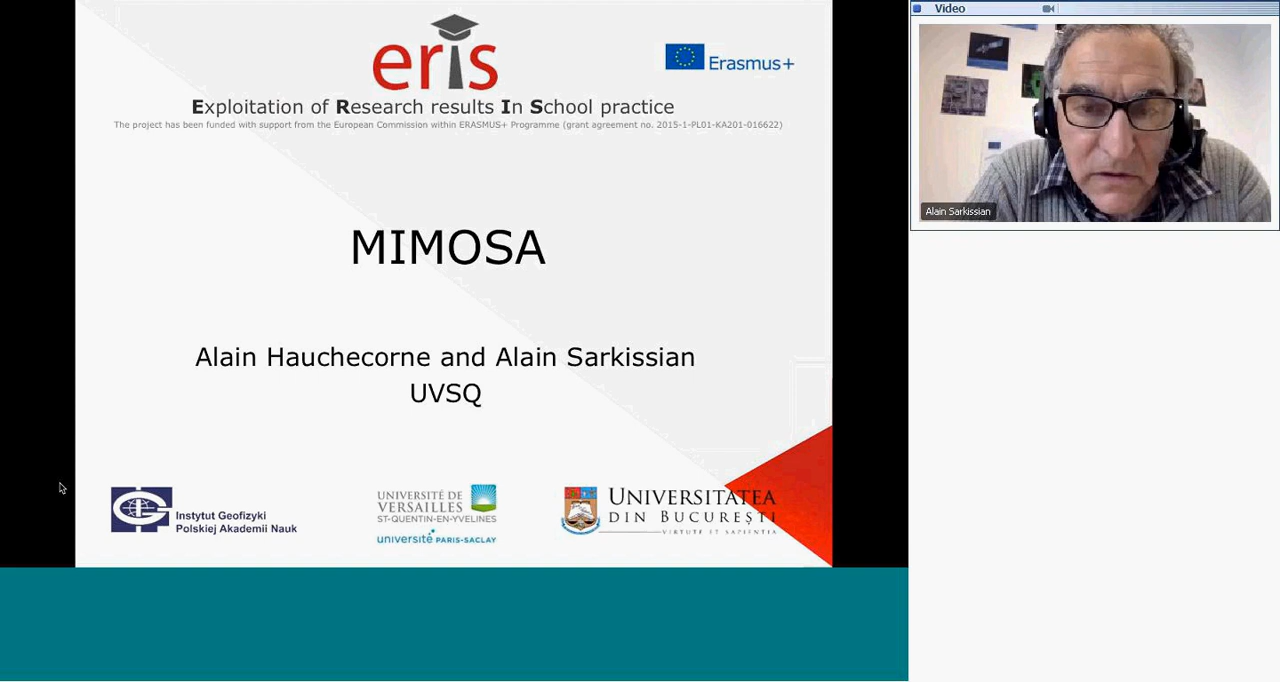 eris
Erasmus+
Exploitation of Research results In School practice
The project has been funded with support from the European Commission within ERASMUS+ Programme (grant agreement no. 2015-1-PL01-KA201-016622)
MIMOSA
Alain Hauchecorne and Alain Sarkissian
UVSQ
Instytut Geofizyki
Polskiej Akademii Nauk
UNIVERSITÉ DE
VERSAILLES
ST-QUENTIN-EN-YVELINES
université PARIS-SACLAY
UNIVERSITATEA
DIN BUCUREȘTI
VIRTUTE ET SAPIENTIA
Video
Alain Sarkissian